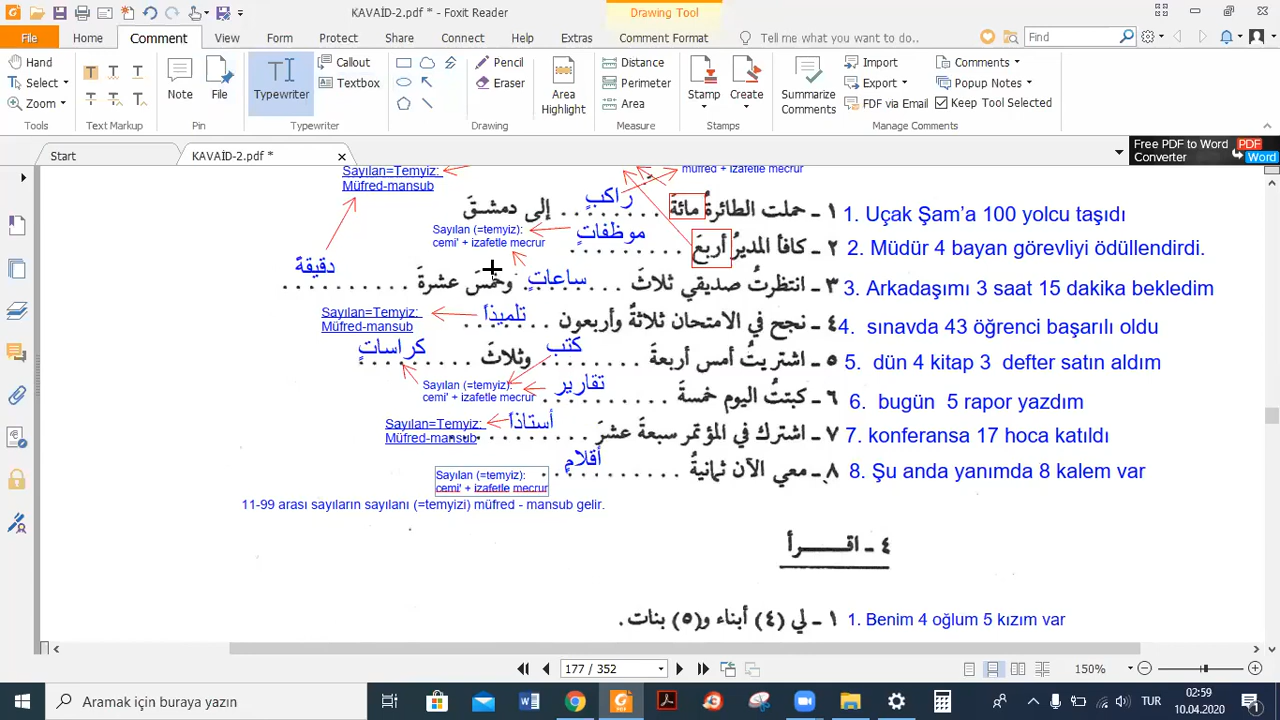 KAVAİD-2.pdf * - Foxit Reader
Drawing Tool
File Home Comment View Form Protect Share Connect Help Extras Comment Format Tell me what you want to do... Find
Hand Select Zoom Tools
Text Markup
Note File Pin
Typewriter Callout Textbox Typewriter
Pencil Eraser Drawing
Area Highlight
Distance Perimeter Area Measure
Stamp Create Stamps
Summarize Comments Import Export FDF via Email Comments Popup Notes Keep Tool Selected Manage Comments
Start KAVAİD-2.pdf * Free PDF to Word Converter PDF Word
Sayılan=Temyiz:
Müfred-mansub
müfred + izafetle mecrur
١ ـ حملت الطائرةُ مائةَ راكبٍ . . . . . . . إلى دمشقَ
1. Uçak Şam'a 100 yolcu taşıdı
Sayılan (=temyiz):
cemi' + izafetle mecrur
٢ ـ كافأ المديرُ أربعَ موظفاتٍ . . . . . . . . .
2. Müdür 4 bayan görevliyi ödüllendirdi.
٣ ـ انتظرتُ صديقي ثلاثَ ساعاتٍ . . . . . . . وخمسَ عشرةَ دقيقةً . . . . . . . . .
3. Arkadaşımı 3 saat 15 dakika bekledim
Sayılan=Temyiz:
Müfred-mansub
٤ ـ نجح في الامتحان ثلاثةٌ وأربعون تلميذاً . . . . . .
4. sınavda 43 öğrenci başarılı oldu
٥ ـ اشتريتُ أمس أربعةَ كتب . . . . . . . وثلاثَ كراساتٍ . . . . . . . . .
5. dün 4 kitap 3 defter satın aldım
Sayılan (=temyiz):
cemi' + izafetle mecrur
٦ ـ كبتتُ اليوم خمسةَ تقارير . . . . . . . . .
6. bugün 5 rapor yazdım
Sayılan=Temyiz:
Müfred-mansub
٧ ـ اشترك في المؤتمر سبعةَ عشرَ أستاذاً . . . . . . . . .
7. konferansa 17 hoca katıldı
Sayılan (=temyiz):
cemi' + izafetle mecrur
٨ ـ معي الآن ثمانيةُ أقلامٍ . . . . . . . . .
8. Şu anda yanımda 8 kalem var
11-99 arası sayıların sayılanı (=temyizi) müfred - mansub gelir.
٤ ـ اقـــــرأ
١ ـ لي (٤) أبناء و(٥) بنات .
1. Benim 4 oğlum 5 kızım var
177 / 352 150%
Aramak için buraya yazın TUR 02:59
10.04.2020